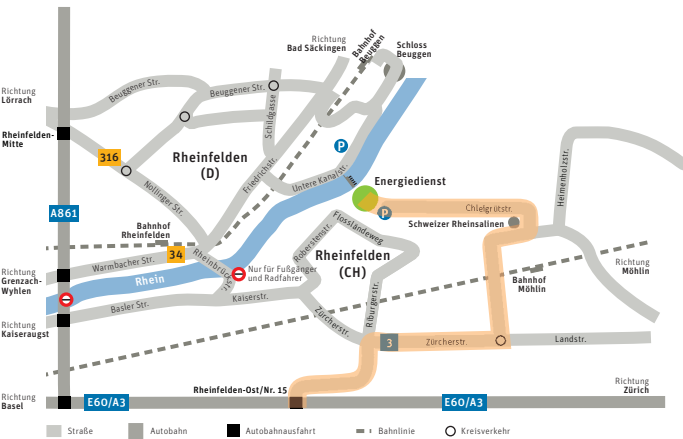 Richtung
Bad Säckingen
Bahnhof
Beuggen
Schloss
Beuggen
Richtung
Lörrach
Beuggener Str.
Beuggener Str.
Schildgasse
Rheinfelden-
Mitte
316
Rheinfelden
(D)
P
Friedrichstr.
Untere Kanalstr.
Energiedienst
Heimenholzstr.
Nollinger Str.
A861
P
Chleigrütstr.
Schweizer Rheinsalinen
Flossländeweg
Roberstenstr.
Bahnhof
Rheinfelden
34
Rheinbrückstr.
Rheinfelden
(CH)
Warmbacher Str.
Richtung
Grenzach-
Wyhlen
Rhein
Nur für Fußgänger
und Radfahrer
Richtung
Möhlin
Bahnhof
Möhlin
Kaiserstr.
Basler Str.
Riburgerstr.
Zürcherstr.
Richtung
Kaiseraugst
3
Zürcherstr.
Landstr.
Rheinfelden-Ost/Nr. 15
Richtung
Zürich
Richtung
Basel
E60/A3
E60/A3
Straße
Autobahn
Autobahnausfahrt
Bahnlinie
Kreisverkehr